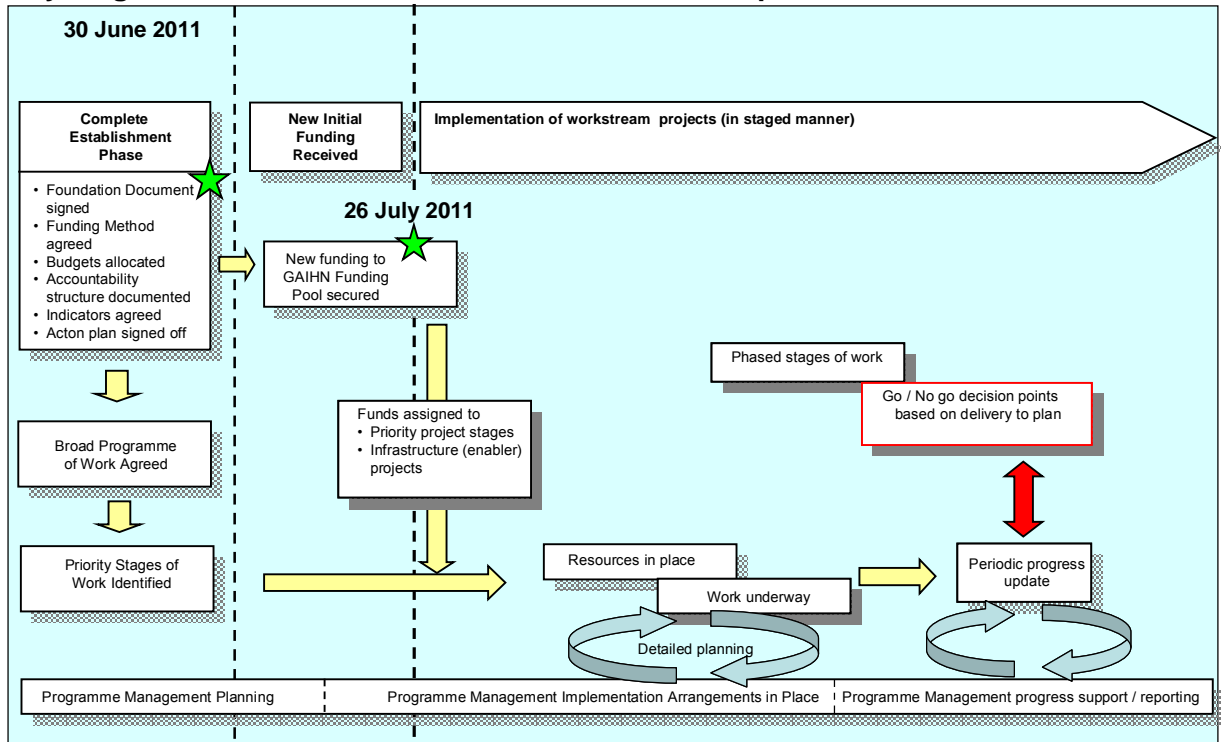 30 June 2011
Complete
Establishment
Phase
New Initial
Funding
Received
Implementation of workstream projects (in staged manner)
• Foundation Document
signed
• Funding Method
agreed
• Budgets allocated
• Accountability
structure documented
• Indicators agreed
• Acton plan signed off
26 July 2011
New funding to
GAIHN Funding
Pool secured
Phased stages of work
Go / No go decision points
based on delivery to plan
Funds assigned to
• Priority project stages
• Infrastructure (enabler)
projects
Broad Programme
of Work Agreed
Priority Stages of
Work Identified
Resources in place
Work underway
Periodic progress
update
Detailed planning
Programme Management Planning
Programme Management Implementation Arrangements in Place
Programme Management progress support / reporting